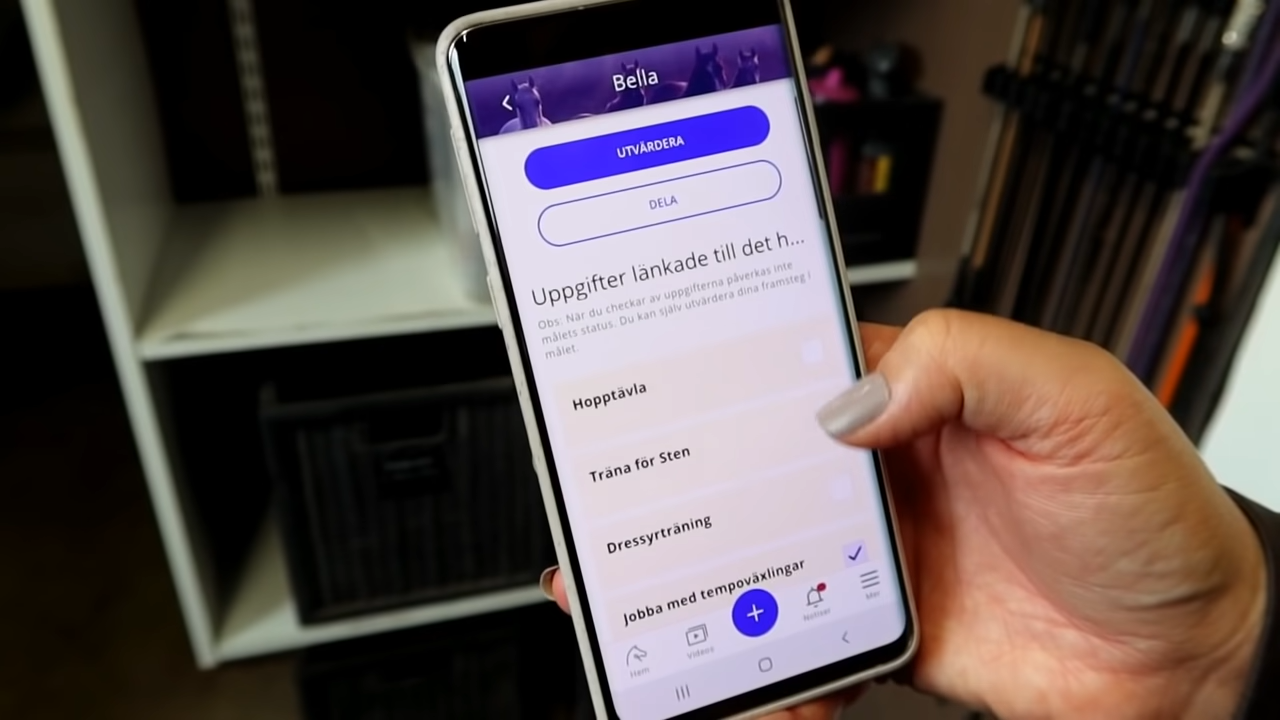 Bella
UTVÄRDERA
DELA
Uppgifter länkade till det h...
Obs: När du checkar av uppgifterna påverkas inte
målets status. Du kan själv utvärdera dina framsteg i
målet.
Hopptävla
Träna för Sten
Dressyrträning
Jobba med tempoväxlingar
Hem
Videos
Notiser
Mer